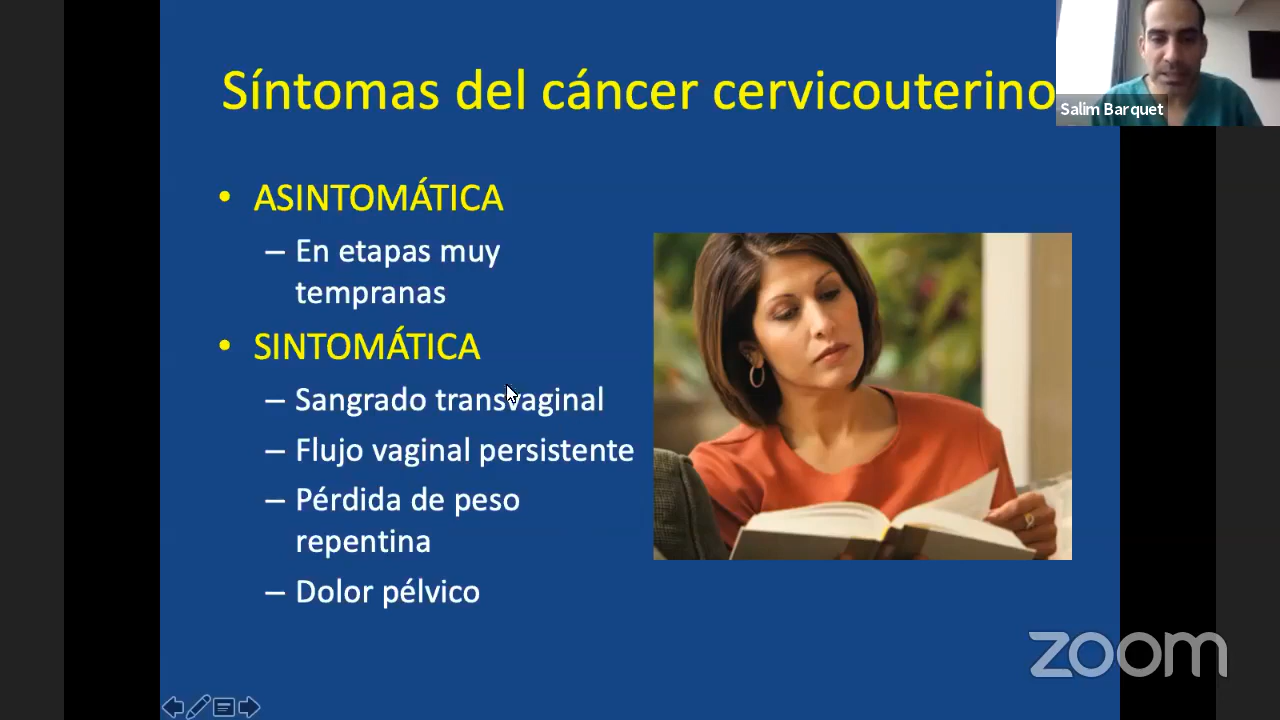 Síntomas del cáncer cervicouterino
Salim Barquet
• ASINTOMÁTICA
– En etapas muy
tempranas
• SINTOMÁTICA
– Sangrado transvaginal
– Flujo vaginal persistente
– Pérdida de peso
repentina
– Dolor pélvico
zoom